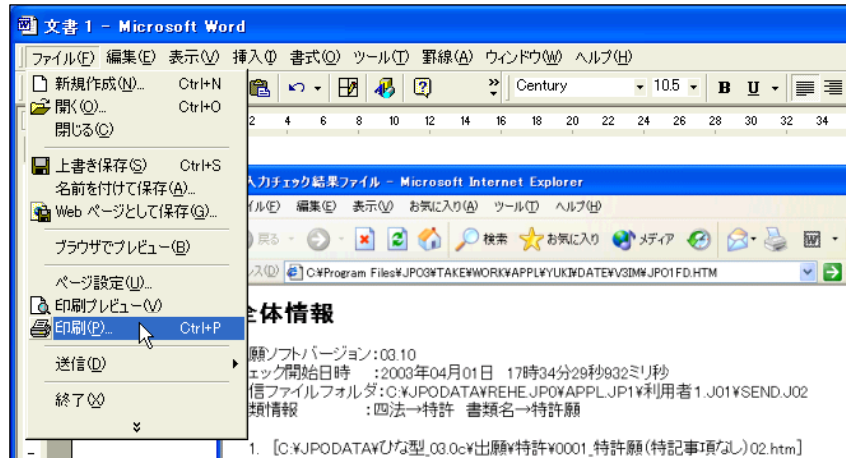 文書 1 - Microsoft Word
ファイル(F) 編集(E) 表示(V) 挿入(I) 書式(O) ツール(T) 罫線(A) ウィンドウ(W) ヘルプ(H)
新規作成(N)... Ctrl+N
開く(O)... Ctrl+O
閉じる(C)
上書き保存(S) Ctrl+S
名前を付けて保存(A)...
Web ページとして保存(G)...
ブラウザでプレビュー(B)
ページ設定(U)...
印刷プレビュー(V)
印刷(P)... Ctrl+P
送信(D)
終了(X)
Century 10.5 B U
2 4 6 8 10 12 14 16 18 20 22 24 26 28 30 32 34
入力チェック結果ファイル - Microsoft Internet Explorer
イル(F) 編集(E) 表示(V) お気に入り(A) ツール(T) ヘルプ(H)
戻る 検索 お気に入り メディア
レス(D) C:¥Program Files¥JPO3¥TAKE¥WORK¥APPL¥YUKI¥DATE¥V3IM¥JPO1FD.HTM
全体情報
願ソフトバージョン:03.10
ェック開始日時 :2003年04月01日 17時34分29秒932ミリ秒
信ファイルフォルダ:C:¥JPODATA¥REHE.JP0¥APPL.JP1¥利用者1.J01¥SEND.J02
類情報 :四法→特許 書類名→特許願
1. [C:¥JPODATA¥ひな型_03.0c¥出願¥特許¥0001_特許願(特記事項なし)02.htm]